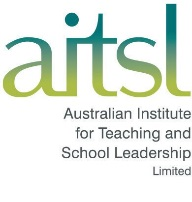 aitsl
Australian Institute
for Teaching and
School Leadership
Limited